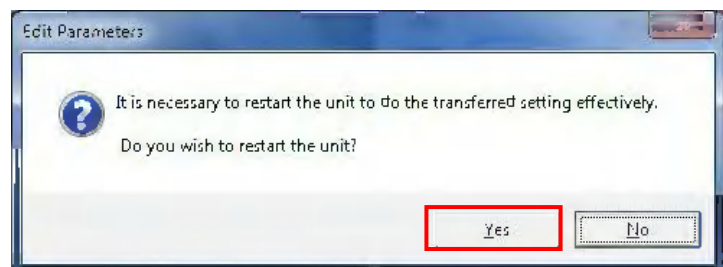 Edit Parameters
It is necessary to restart the unit to do the transferred setting effectively.
Do you wish to restart the unit?
Yes
No